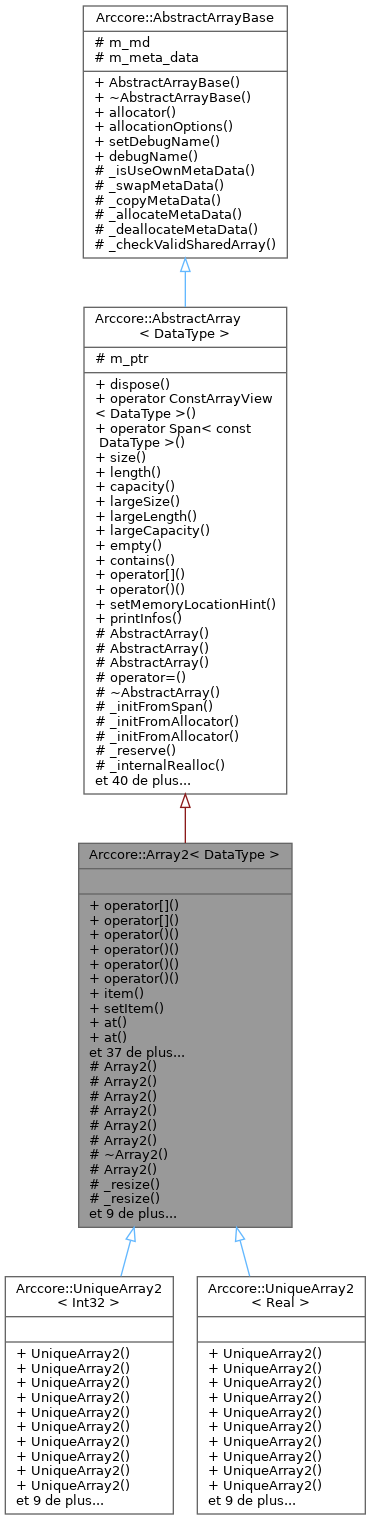 Arccore::AbstractArrayBase
# m_md
# m_meta_data
+ AbstractArrayBase()
+ ~AbstractArrayBase()
+ allocator()
+ allocationOptions()
+ setDebugName()
+ debugName()
# _isUseOwnMetaData()
# _swapMetaData()
# _copyMetaData()
# _allocateMetaData()
# _deallocateMetaData()
# _checkValidSharedArray()
Arccore::AbstractArray
< DataType >
# m_ptr
+ dispose()
+ operator ConstArrayView
< DataType >()
+ operator Span< const
DataType >()
+ size()
+ length()
+ capacity()
+ largeSize()
+ largeLength()
+ largeCapacity()
+ empty()
+ contains()
+ operator[]()
+ operator()()
+ setMemoryLocationHint()
+ printInfos()
# AbstractArray()
# AbstractArray()
# AbstractArray()
# operator=()
# ~AbstractArray()
# _initFromSpan()
# _initFromAllocator()
# _initFromAllocator()
# _reserve()
# _internalRealloc()
et 40 de plus...
Arccore::Array2< DataType >
+ operator[]()
+ operator[]()
+ operator()()
+ operator()()
+ operator()()
+ operator()()
+ item()
+ setItem()
+ at()
+ at()
et 37 de plus...
# Array2()
# Array2()
# Array2()
# Array2()
# Array2()
# Array2()
# ~Array2()
# Array2()
# _resize()
# _resize()
et 9 de plus...
Arccore::UniqueArray2
< Int32 >
+ UniqueArray2()
+ UniqueArray2()
+ UniqueArray2()
+ UniqueArray2()
+ UniqueArray2()
+ UniqueArray2()
+ UniqueArray2()
+ UniqueArray2()
+ UniqueArray2()
+ UniqueArray2()
et 9 de plus...
Arccore::UniqueArray2
< Real >
+ UniqueArray2()
+ UniqueArray2()
+ UniqueArray2()
+ UniqueArray2()
+ UniqueArray2()
+ UniqueArray2()
+ UniqueArray2()
+ UniqueArray2()
+ UniqueArray2()
+ UniqueArray2()
et 9 de plus...